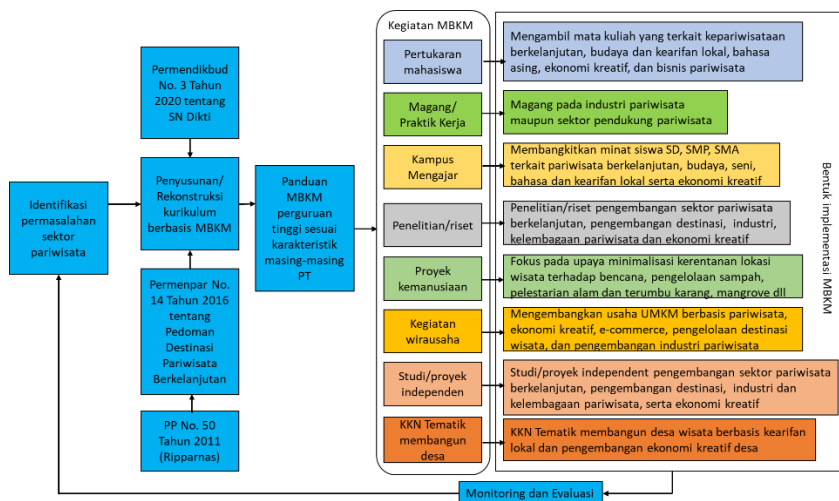 Kegiatan MBKM
Permendikbud
No. 3 Tahun
2020 tentang
SN Dikti
Identifikasi
permasalahan
sektor
pariwisata
Penyusunan/
Rekonstruksi
kurikulum
berbasis MBKM
Panduan
MBKM
perguruan
tinggi sesuai
karakteristik
masing-masing
PT
Permenpar No.
14 Tahun 2016
tentang
Pedoman
Destinasi
Pariwisata
Berkelanjutan
PP No. 50
Tahun 2011
(Ripparnas)
Pertukaran
mahasiswa
Mengambil mata kuliah yang terkait kepariwisataan
berkelanjutan, budaya dan kearifan lokal, bahasa
asing, ekonomi kreatif, dan bisnis pariwisata
Magang/
Praktik Kerja
Magang pada industri pariwisata
maupun sektor pendukung pariwisata
Kampus
Mengajar
Membangkitkan minat siswa SD, SMP, SMA
terkait pariwisata berkelanjutan, budaya, seni,
bahasa dan kearifan lokal serta ekonomi kreatif
Penelitian/riset
Penelitian/riset pengembangan sektor pariwisata
berkelanjutan, pengembangan destinasi, industri,
kelembagaan pariwisata dan ekonomi kreatif
Proyek
kemanusiaan
Fokus pada upaya minimalisasi kerentanan lokasi
wisata terhadap bencana, pengelolaan sampah,
pelestarian alam dan terumbu karang, mangrove dll
Kegiatan
wirausaha
Mengembangkan usaha UMKM berbasis pariwisata,
ekonomi kreatif, e-commerce, pengelolaan destinasi
wisata, dan pengembangan industri pariwisata
Studi/proyek
independen
Studi/proyek independent pengembangan sektor pariwisata
berkelanjutan, pengembangan destinasi, industri dan
kelembagaan pariwisata, serta ekonomi kreatif
KKN Tematik
membangun
desa
KKN Tematik membangun desa wisata berbasis kearifan
lokal dan pengembangan ekonomi kreatif desa
Bentuk implementasi MBKM
Monitoring dan Evaluasi